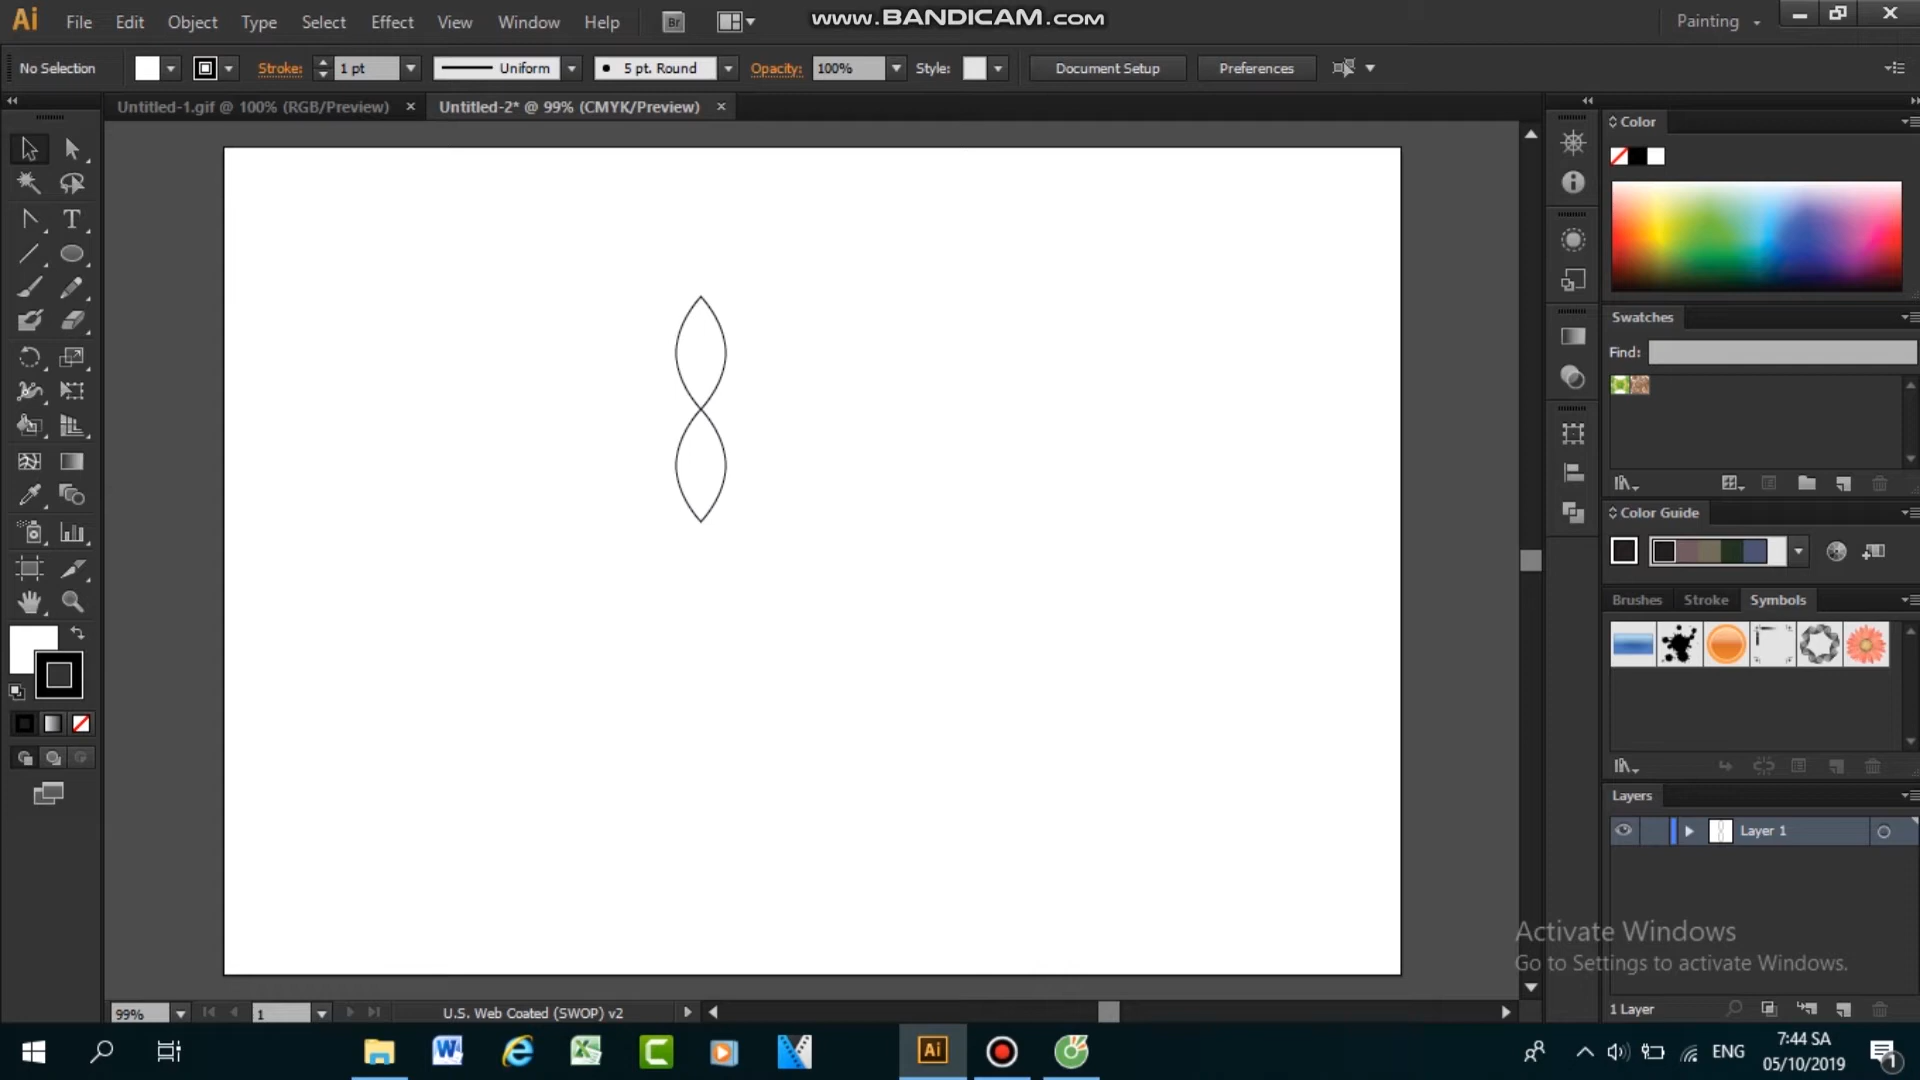 www.BANDICAM.com
Ai File Edit Object Type Select Effect View Window Help Br Painting
No Selection Stroke: 1 pt Uniform 5 pt. Round Opacity: 100% Style: Document Setup Preferences
Untitled-1.gif @ 100% (RGB/Preview) × Untitled-2* @ 99% (CMYK/Preview) ×
Color
Swatches
Find:
Color Guide
Brushes Stroke Symbols
Layers
Layer 1
Activate Windows
Go to Settings to activate Windows.
1 Layer
99% 1 U.S. Web Coated (SWOP) v2
Ai ENG 7:44 SA
05/10/2019
1